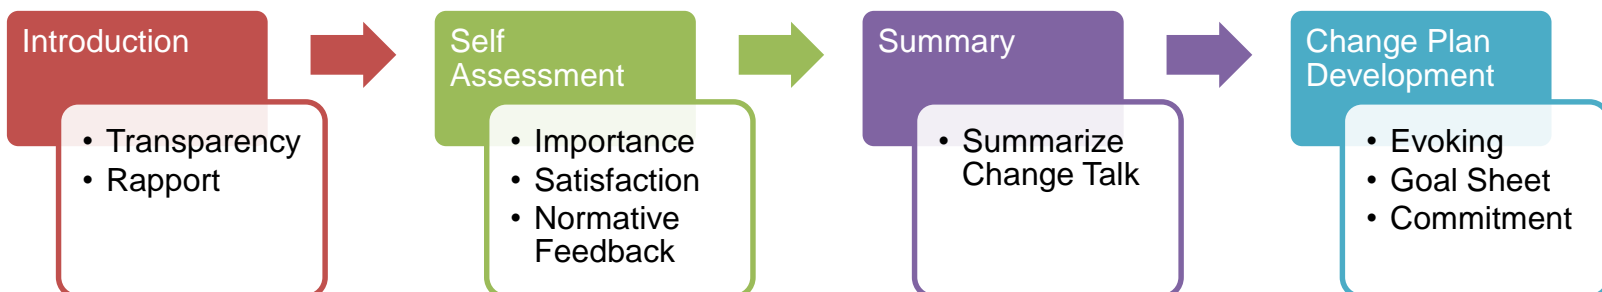 Introduction
• Transparency
• Rapport
Self
Assessment
• Importance
• Satisfaction
• Normative
Feedback
Summary
• Summarize
Change Talk
Change Plan
Development
• Evoking
• Goal Sheet
• Commitment